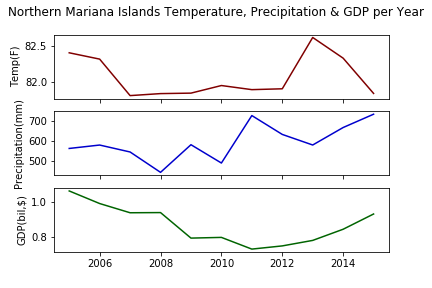 Northern Mariana Islands Temperature, Precipitation & GDP per Year
Temp(F)
82.5
82.0
Precipitation(mm)
700
600
500
GDP(bil,$)
1.0
0.8
2006 2008 2010 2012 2014